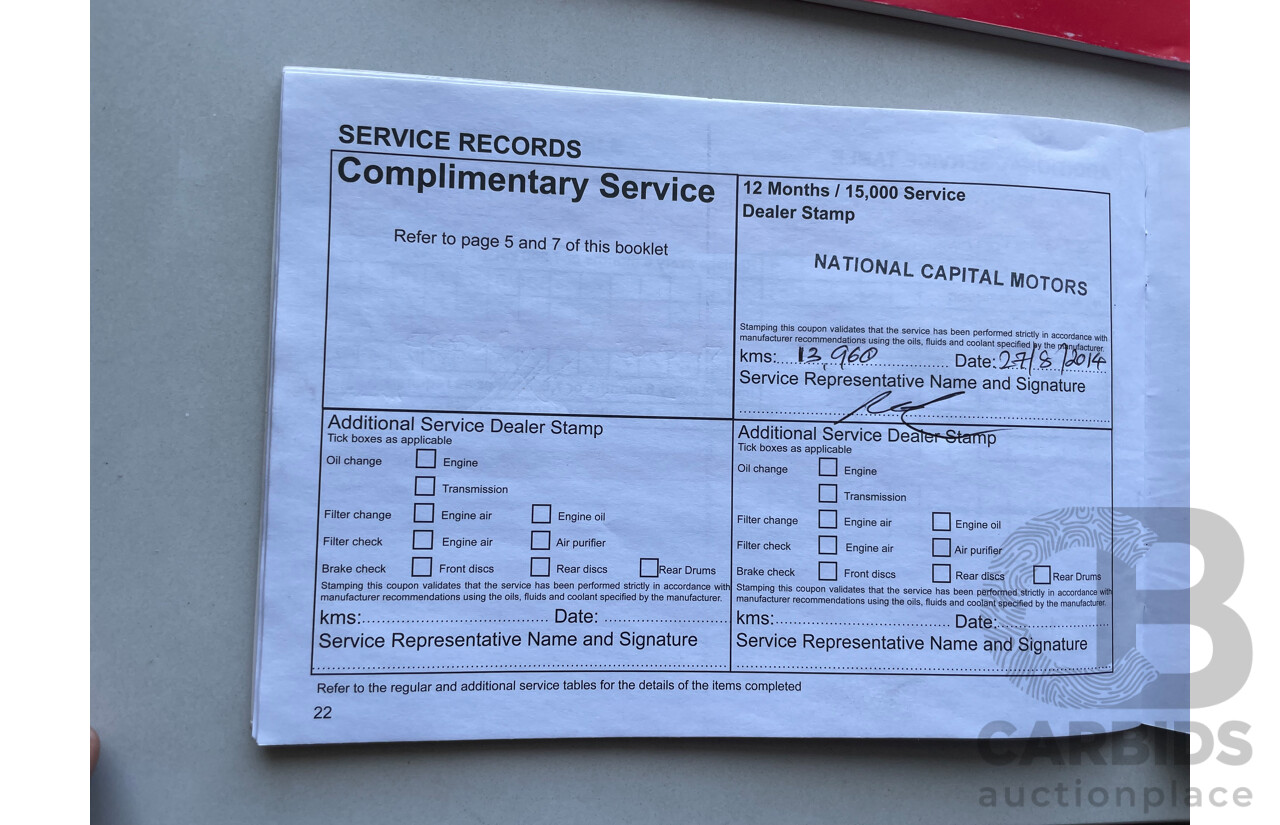 SERVICE RECORDS
Complimentary Service
Refer to page 5 and 7 of this booklet
12 Months / 15,000 Service
Dealer Stamp
NATIONAL CAPITAL MOTORS
Stamping this coupon validates that the service has been performed strictly in accordance with
manufacturer recommendations using the oils, fluids and coolant specified by the manufacturer.
kms: 13,960 Date: 27/8/2014
Service Representative Name and Signature
Additional Service Dealer Stamp
Tick boxes as applicable
Oil change Engine
Transmission
Filter change Engine air Engine oil
Filter check Engine air Air purifier
Brake check Front discs Rear discs Rear Drums
Stamping this coupon validates that the service has been performed strictly in accordance with
manufacturer recommendations using the oils, fluids and coolant specified by the manufacturer.
kms: Date:
Service Representative Name and Signature
Additional Service Dealer Stamp
Tick boxes as applicable
Oil change Engine
Transmission
Filter change Engine air Engine oil
Filter check Engine air Air purifier
Brake check Front discs Rear discs Rear Drums
Stamping this coupon validates that the service has been performed strictly in accordance with
manufacturer recommendations using the oils, fluids and coolant specified by the manufacturer.
kms: Date:
Service Representative Name and Signature
Refer to the regular and additional service tables for the details of the items completed
22
CARBIDS
auctionplace